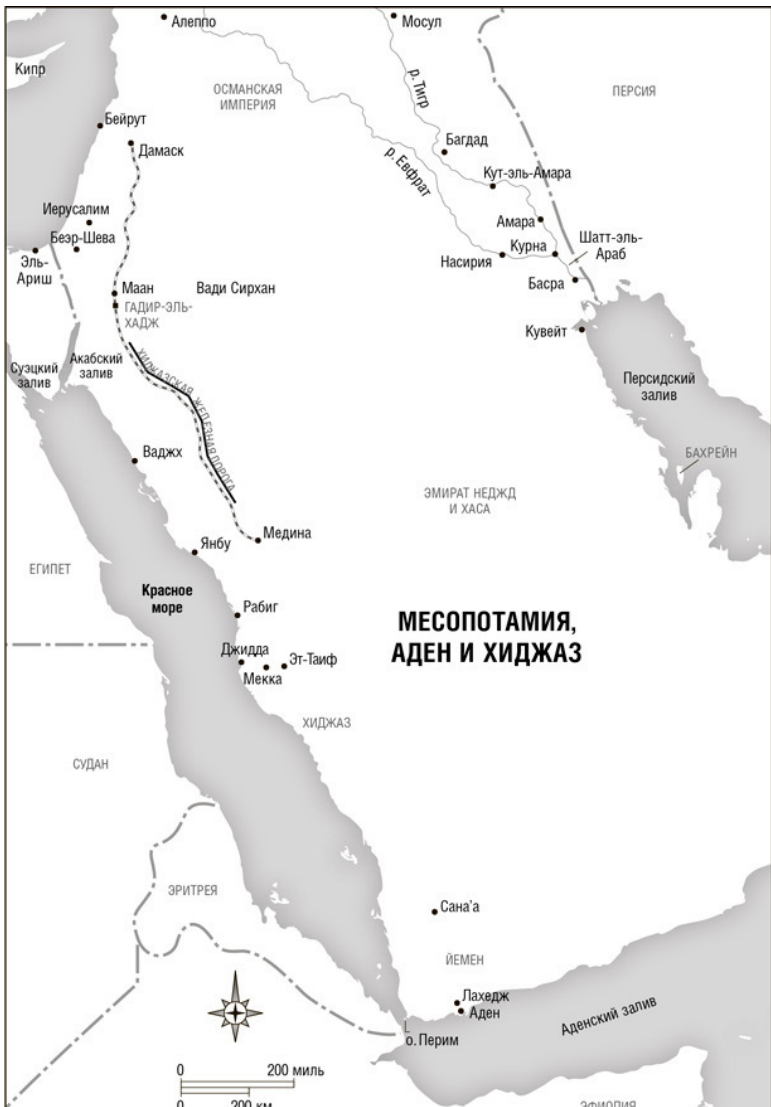 Алеппо
Мосул
Кипр
ОСМАНСКАЯ
ИМПЕРИЯ
р. Тигр
ПЕРСИЯ
Бейрут
Дамаск
Багдад
р. Евфрат
Кут-эль-Амара
Иерусалим
Беэр-Шева
Эль-
Ариш
Амара
Шатт-эль-
Араб
Насирия
Курна
Басра
Маан
Вади Сирхан
ГАДИР-ЭЛЬ-
ХАДЖ
Кувейт
Суэцкий
залив
Акабский
залив
ХИДЖАЗСКАЯ ЖЕЛЕЗНАЯ ДОРОГА
Персидский
залив
Ваджх
БАХРЕЙН
ЭМИРАТ НЕДЖД
И ХАСА
Медина
Янбу
ЕГИПЕТ
Красное
море
Рабиг
МЕСОПОТАМИЯ,
АДЕН И ХИДЖАЗ
Джидда
Эт-Таиф
Мекка
ХИДЖАЗ
СУДАН
ЭРИТРЕЯ
Сана'а
ЙЕМЕН
Лахедж
Аден
Аденский залив
о. Перим
0 200 миль
0 200 км
ЭФИОПИЯ